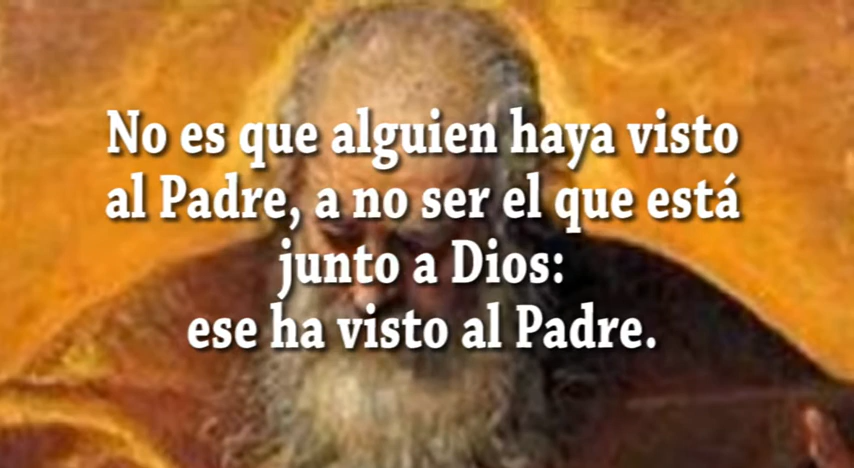 No es que alguien haya visto
al Padre, a no ser el que está
junto a Dios:
ese ha visto al Padre.